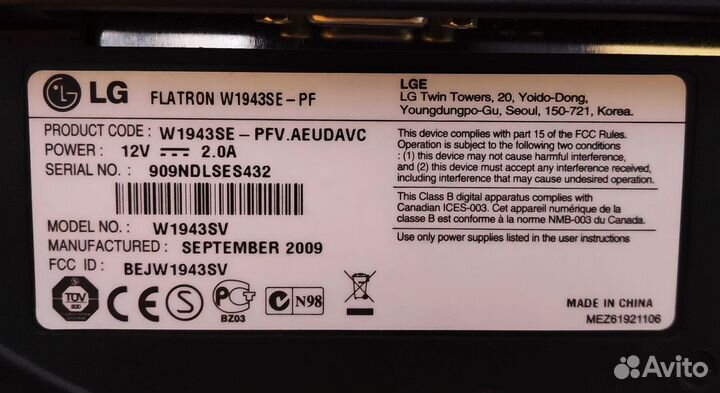 LG FLATRON W1943SE-PF
PRODUCT CODE : W1943SE - PFV.AEUDAVC
POWER : 12V ⎓ 2.0A
SERIAL NO. : 909NDLSES432
MODEL NO. : W1943SV
MANUFACTURED : SEPTEMBER 2009
FCC ID : BEJW1943SV
TÜV
CE
S
PCT
BZ03
C N98
LGE
LG Twin Towers, 20, Yoido-Dong,
Youngdungpo-Gu, Seoul, 150-721, Korea.
This device complies with part 15 of the FCC Rules.
Operation is subject to the following two conditions
: (1) this device may not cause harmful interference,
and (2) this device must accept any interference received,
including interference that may cause undesired operation.
This Class B digital apparatus complies with
Canadian ICES-003. Cet appareil numérique de la
classe B est conforme à la norme NMB-003 du Canada.
Use only power supplies listed in the user instructions
MADE IN CHINA
MEZ61921106
Avito